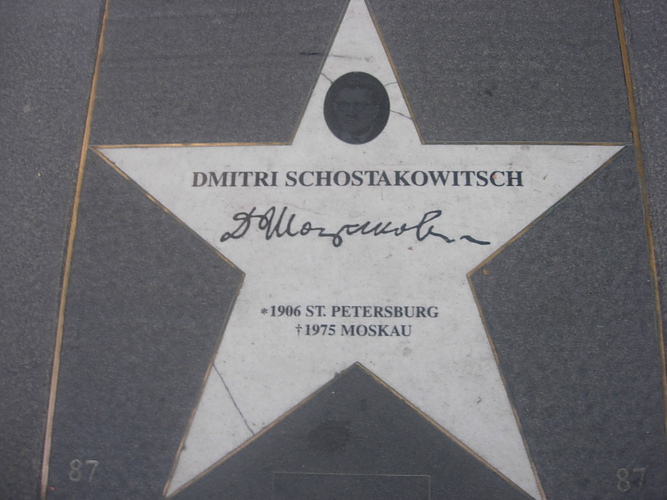 DMITRI SCHOSTAKOWITSCH
*1906 ST. PETERSBURG
†1975 MOSKAU
87 87